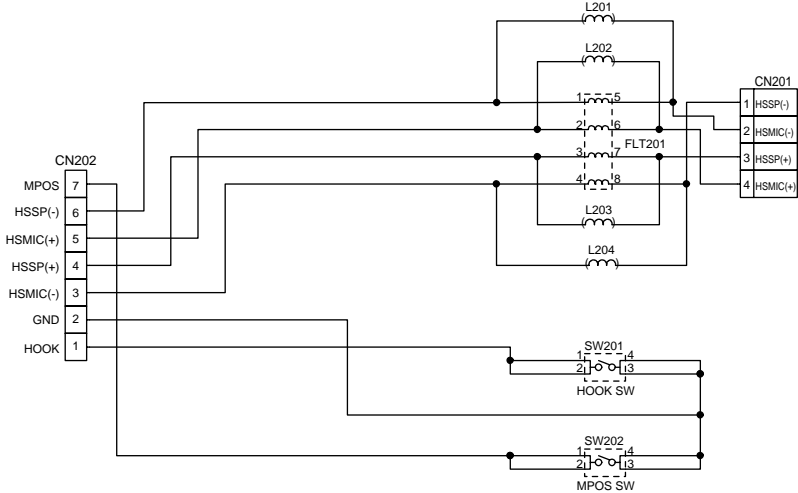 L201
L202
CN201
1 5
1 HSSP(-)
2 6
2 HSMIC(-)
3 7 FLT201
3 HSSP(+)
4 8
4 HSMIC(+)
L203
L204
CN202
MPOS 7
HSSP(-) 6
HSMIC(+) 5
HSSP(+) 4
HSMIC(-) 3
GND 2
HOOK 1
SW201
1 4
2 3
HOOK SW
SW202
1 4
2 3
MPOS SW